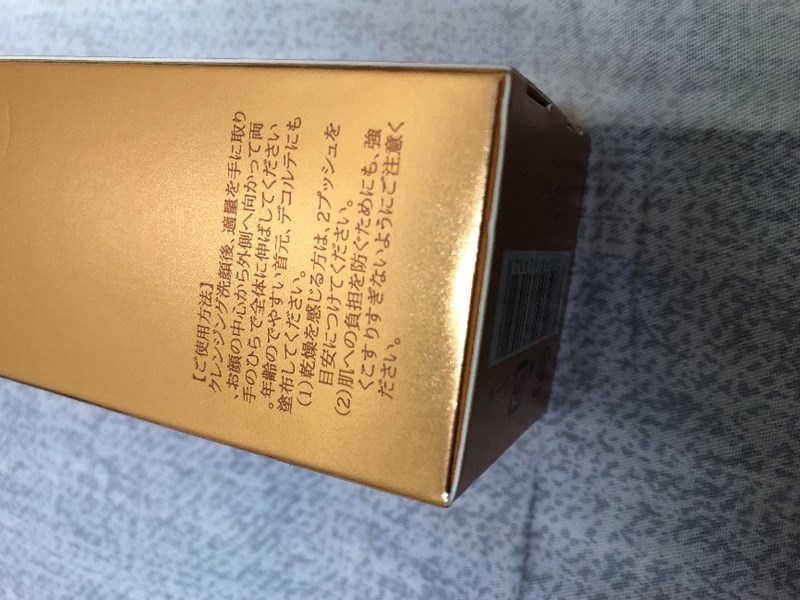 【ご使用方法】
クレンジング洗顔後、適量を手に取り
、お顔の中心から外側へ向かって両
手のひらで全体に伸ばしてください
。年齢のでやすい首元、デコルテにも
塗布してください。
(1)乾燥を感じる方は、2プッシュを
目安につけてください。
(2)肌への負担を防ぐためにも、強
くこすりすぎないようにご注意く
ださい。